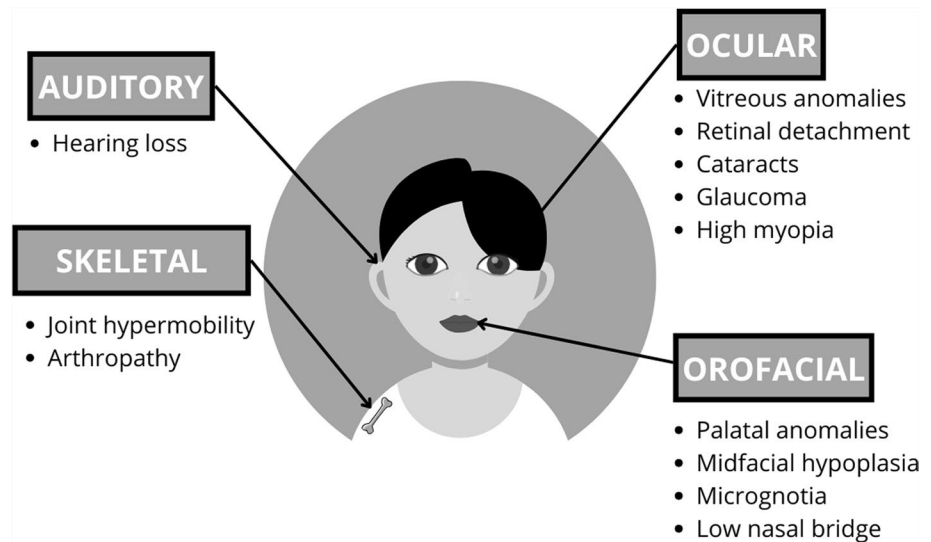 AUDITORY
• Hearing loss
SKELETAL
• Joint hypermobility
• Arthropathy
OCULAR
• Vitreous anomalies
• Retinal detachment
• Cataracts
• Glaucoma
• High myopia
OROFACIAL
• Palatal anomalies
• Midfacial hypoplasia
• Micrognotia
• Low nasal bridge